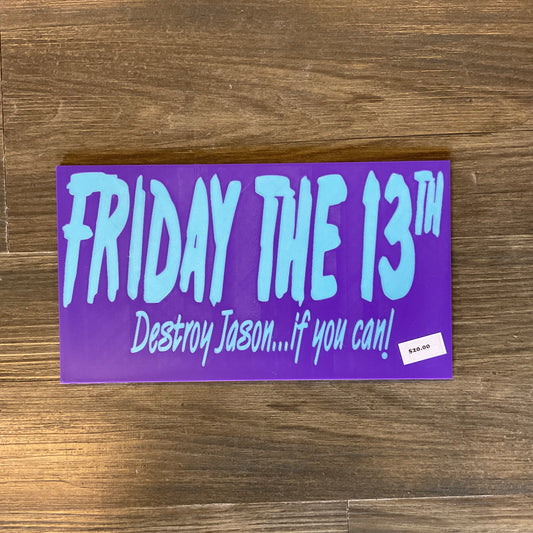 FRIDAY THE 13TH
Destroy Jason...if you can!
$20.00